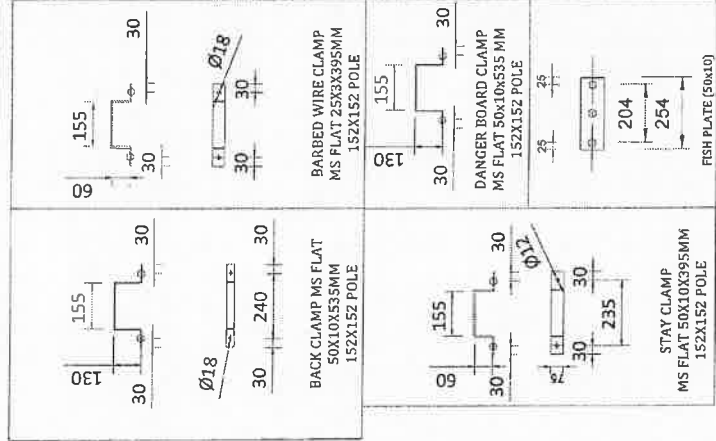 155
130
30
30
Ø18
30
240
30
BACK CLAMP MS FLAT
50X10X535MM
152X152 POLE
155
60
30
30
Ø18
30
30
BARBED WIRE CLAMP
MS FLAT 25X3X395MM
152X152 POLE
155
60
30
30
Φ12
75
30
30
235
STAY CLAMP
MS FLAT 50X10X395MM
152X152 POLE
155
130
30
30
DANGER BOARD CLAMP
MS FLAT 50x10x535 MM
152X152 POLE
25
25
204
254
FISH PLATE (50x10)